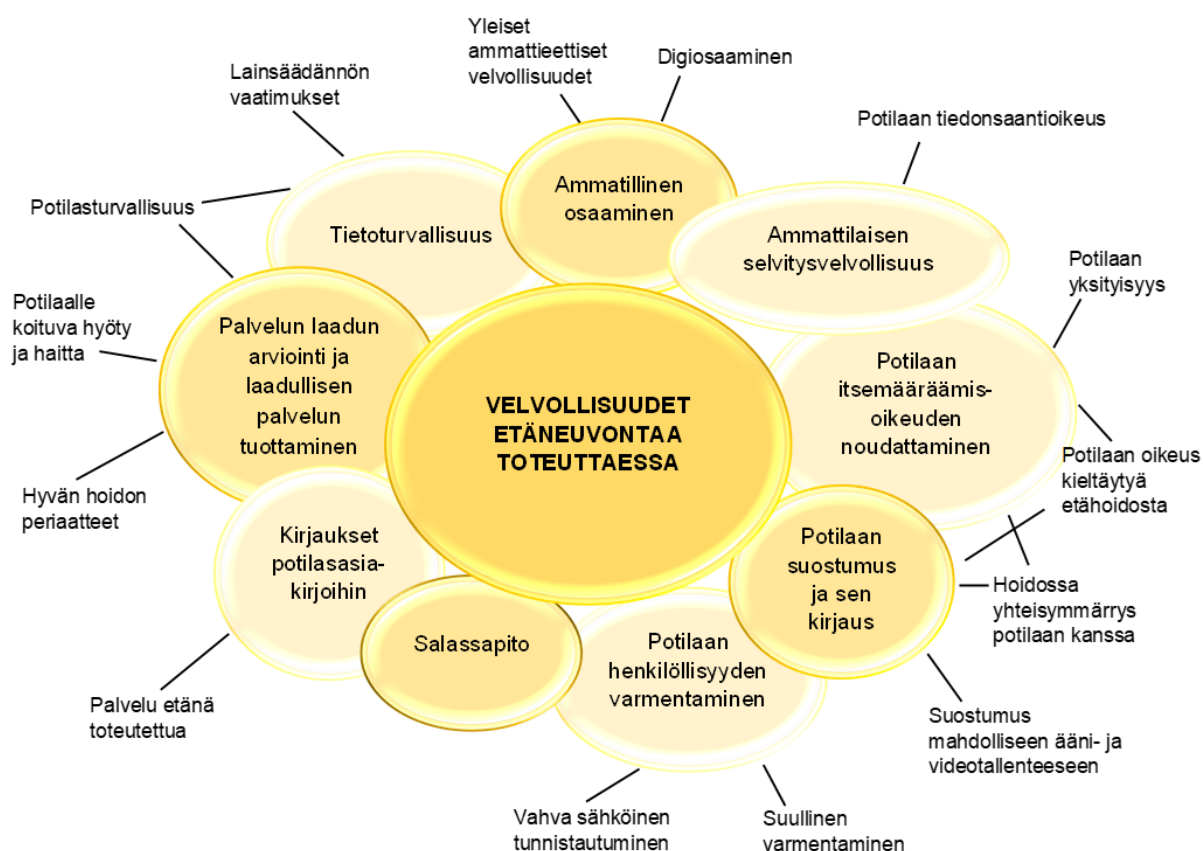 Yleiset
ammattieettiset
velvollisuudet
Digiosaaminen
Lainsäädännön
vaatimukset
Potilaan tiedonsaantioikeus
Ammatillinen
osaaminen
Potilasturvallisuus
Tietoturvallisuus
Ammattilaisen
selvitysvelvollisuus
Potilaan
yksityisyys
Potilaalle
koituva hyöty
ja haitta
Palvelun laadun
arviointi ja
laadullisen
palvelun
tuottaminen
Potilaan
itsemääräämis-
oikeuden
noudattaminen
VELVOLLISUUDET
ETÄNEUVONTAA
TOTEUTTAESSA
Potilaan oikeus
kieltäytyä
etähoidosta
Hyvän hoidon
periaatteet
Kirjaukset
potilasasia-
kirjoihin
Potilaan
suostumus
ja sen
kirjaus
Hoidossa
yhteisymmärrys
potilaan kanssa
Salassapito
Potilaan
henkilöllisyyden
varmentaminen
Palvelu etänä
toteutettua
Suostumus
mahdolliseen ääni- ja
videotallenteeseen
Vahva sähköinen
tunnistautuminen
Suullinen
varmentaminen